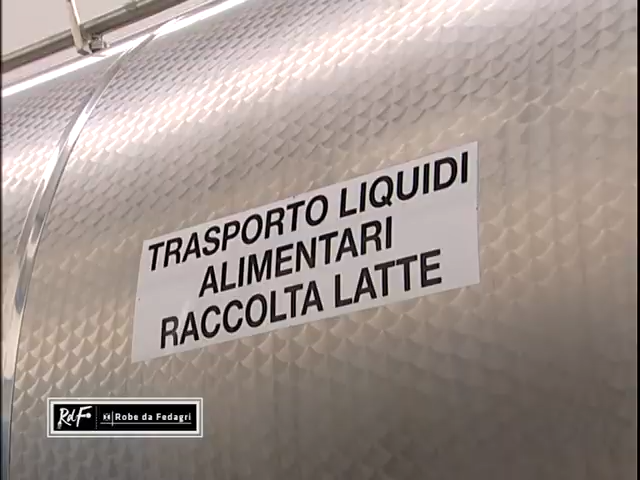 TRASPORTO LIQUIDI
ALIMENTARI
RACCOLTA LATTE
RdF Robe da Fedagri